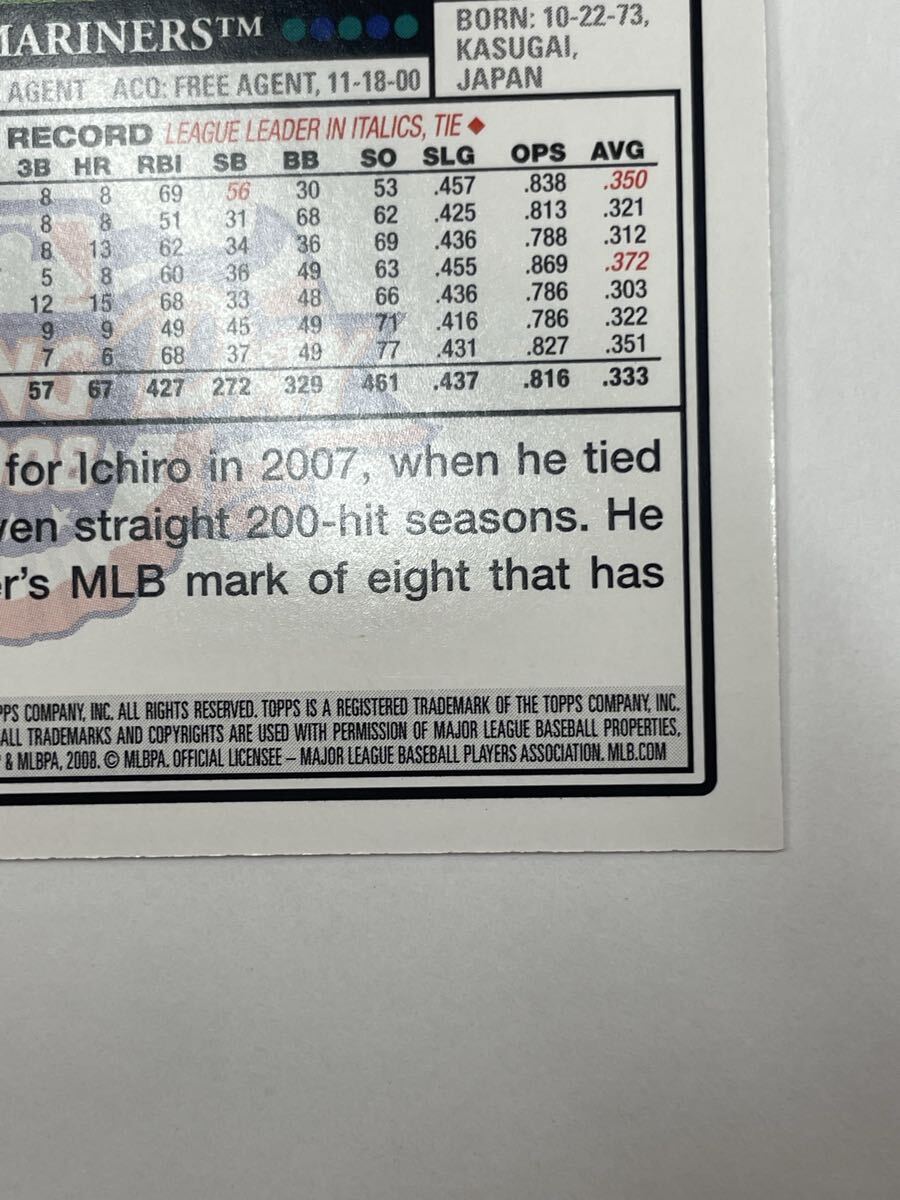 MARINERS™
BORN: 10-22-73,
KASUGAI,
JAPAN
AGENT ACQ: FREE AGENT, 11-18-00
RECORD LEAGUE LEADER IN ITALICS, TIE ◆
3B HR RBI SB BB SO SLG OPS AVG
8 8 69 56 30 53 .457 .838 .350
8 8 51 31 68 62 .425 .813 .321
8 13 62 34 36 69 .436 .788 .312
5 8 60 36 49 63 .455 .869 .372
12 15 68 33 48 66 .436 .786 .303
9 9 49 45 49 71 .416 .786 .322
7 6 68 37 49 77 .431 .827 .351
57 67 427 272 329 461 .437 .816 .333
for Ichiro in 2007, when he tied
ven straight 200-hit seasons. He
er's MLB mark of eight that has
PPS COMPANY, INC. ALL RIGHTS RESERVED. TOPPS IS A REGISTERED TRADEMARK OF THE TOPPS COMPANY, INC.
ALL TRADEMARKS AND COPYRIGHTS ARE USED WITH PERMISSION OF MAJOR LEAGUE BASEBALL PROPERTIES,
& MLBPA, 2008. © MLBPA. OFFICIAL LICENSEE – MAJOR LEAGUE BASEBALL PLAYERS ASSOCIATION. MLB.COM